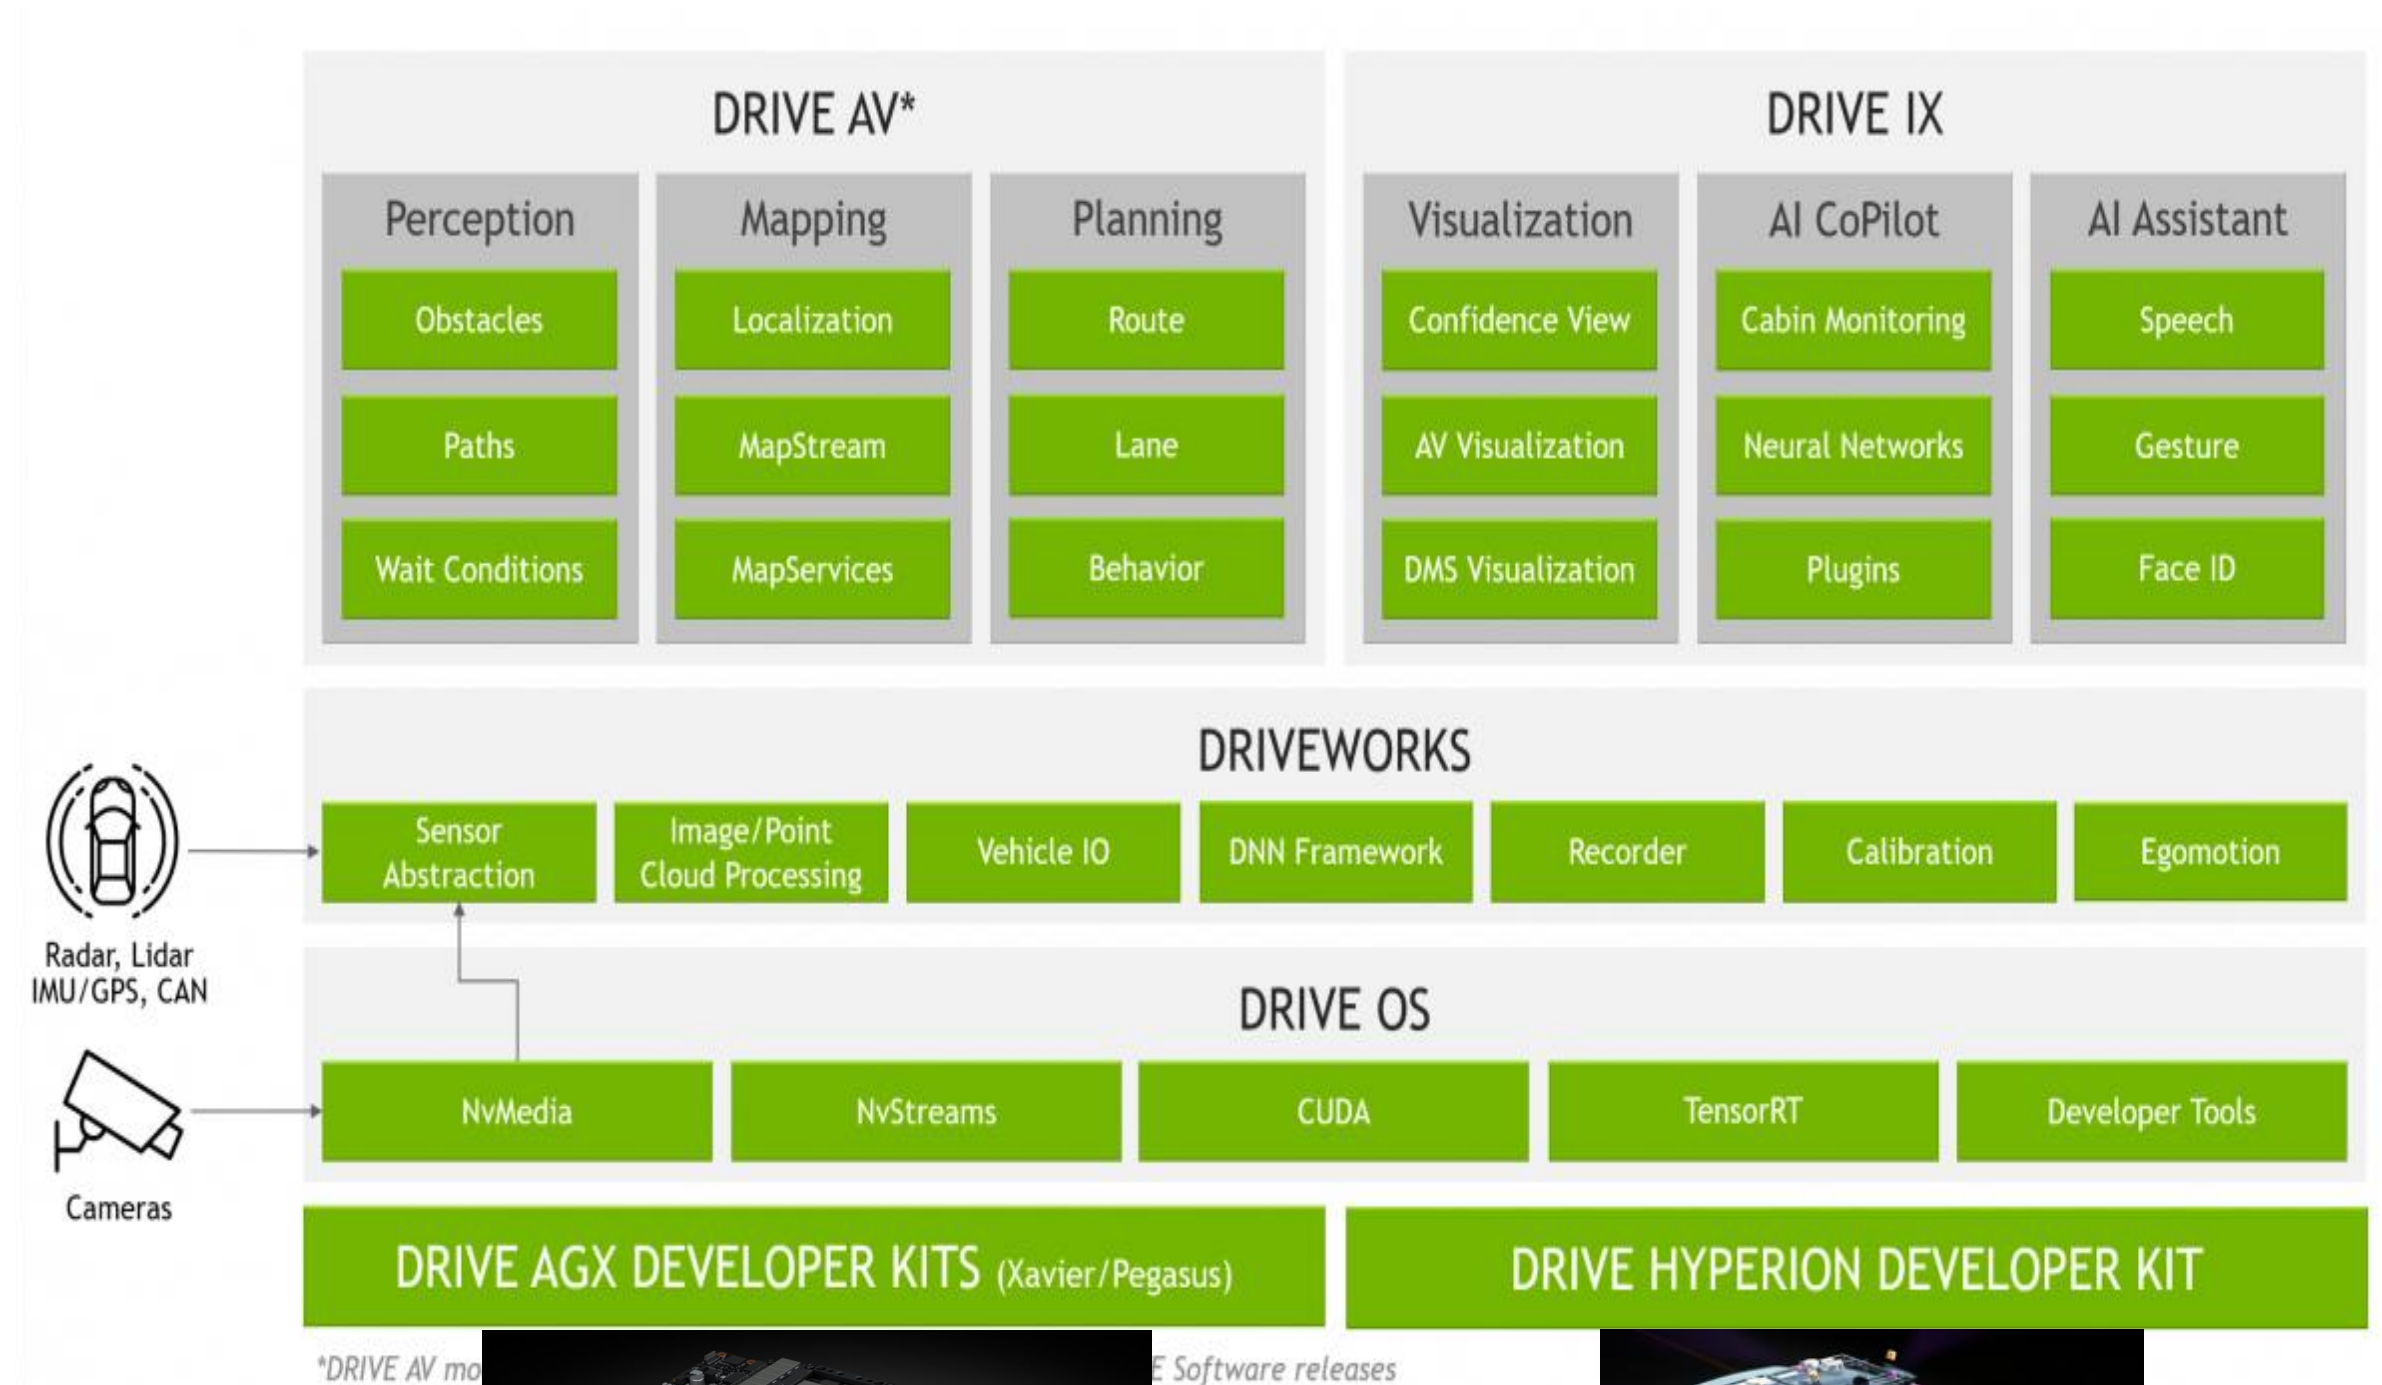 DRIVE AV*
Perception
Obstacles
Paths
Wait Conditions
Mapping
Localization
MapStream
MapServices
Planning
Route
Lane
Behavior
DRIVE IX
Visualization
Confidence View
AV Visualization
DMS Visualization
AI CoPilot
Cabin Monitoring
Neural Networks
Plugins
AI Assistant
Speech
Gesture
Face ID
DRIVEWORKS
Sensor
Abstraction
Image/Point
Cloud Processing
Vehicle IO
DNN Framework
Recorder
Calibration
Egomotion
Radar, Lidar
IMU/GPS, CAN
DRIVE OS
NvMedia
NvStreams
CUDA
TensorRT
Developer Tools
Cameras
DRIVE AGX DEVELOPER KITS (Xavier/Pegasus)
DRIVE HYPERION DEVELOPER KIT
*DRIVE AV
Software releases